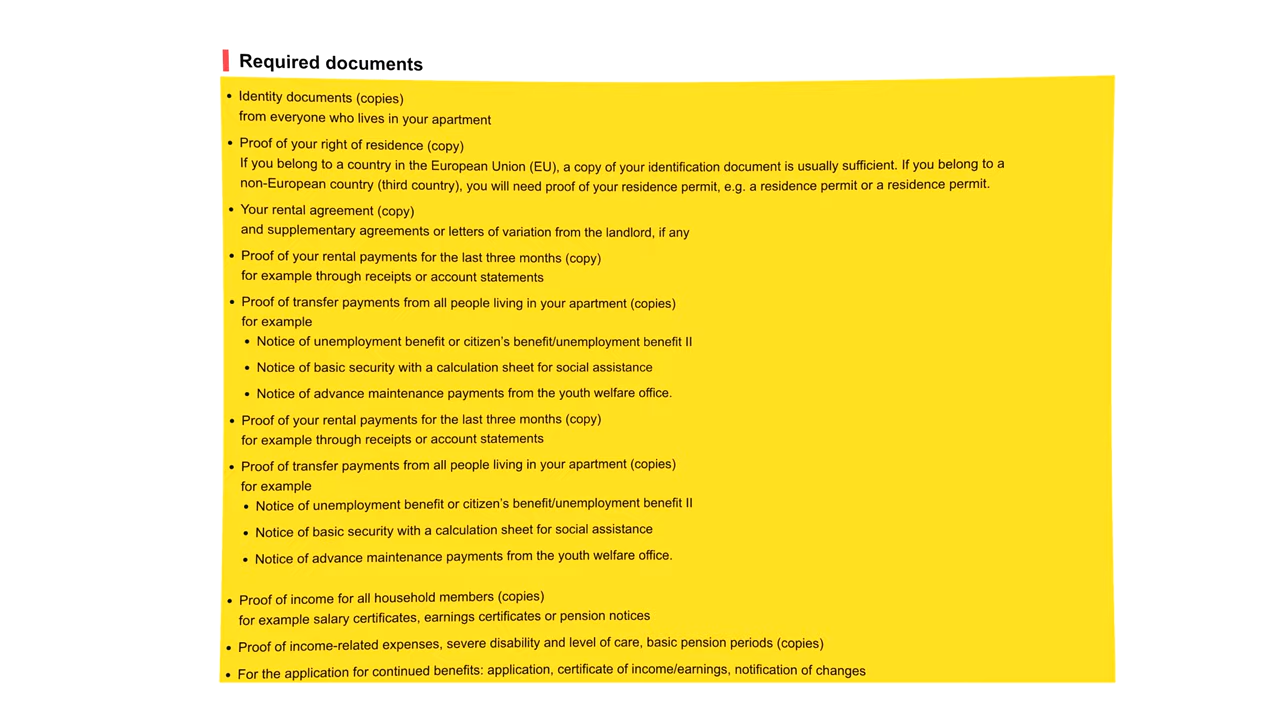 Required documents
• Identity documents (copies)
from everyone who lives in your apartment
• Proof of your right of residence (copy)
If you belong to a country in the European Union (EU), a copy of your identification document is usually sufficient. If you belong to a
non-European country (third country), you will need proof of your residence permit, e.g. a residence permit or a residence permit.
• Your rental agreement (copy)
and supplementary agreements or letters of variation from the landlord, if any
• Proof of your rental payments for the last three months (copy)
for example through receipts or account statements
• Proof of transfer payments from all people living in your apartment (copies)
for example
• Notice of unemployment benefit or citizen's benefit/unemployment benefit II
• Notice of basic security with a calculation sheet for social assistance
• Notice of advance maintenance payments from the youth welfare office.
• Proof of your rental payments for the last three months (copy)
for example through receipts or account statements
• Proof of transfer payments from all people living in your apartment (copies)
for example
• Notice of unemployment benefit or citizen's benefit/unemployment benefit II
• Notice of basic security with a calculation sheet for social assistance
• Notice of advance maintenance payments from the youth welfare office.
• Proof of income for all household members (copies)
for example salary certificates, earnings certificates or pension notices
• Proof of income-related expenses, severe disability and level of care, basic pension periods (copies)
• For the application for continued benefits: application, certificate of income/earnings, notification of changes